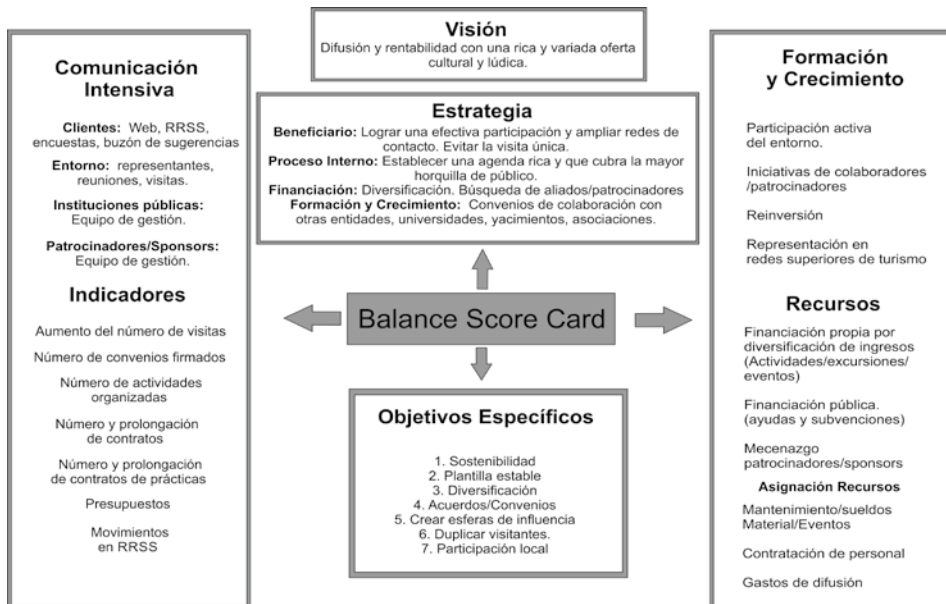 Visión
Difusión y rentabilidad con una rica y variada oferta
cultural y lúdica.
Comunicación
Intensiva
Clientes: Web, RRSS,
encuestas, buzón de sugerencias
Entorno: representantes,
reuniones, visitas.
Instituciones públicas:
Equipo de gestión.
Patrocinadores/Sponsors:
Equipo de gestión.
Indicadores
Aumento del número de visitas
Número de convenios firmados
Número de actividades
organizadas
Número y prolongación
de contratos
Número y prolongación
de contratos de prácticas
Presupuestos
Movimientos
en RRSS
Estrategia
Beneficiario: Lograr una efectiva participación y ampliar redes de
contacto. Evitar la visita única.
Proceso Interno: Establecer una agenda rica y que cubra la mayor
horquilla de público.
Financiación: Diversificación. Búsqueda de aliados/patrocinadores
Formación y Crecimiento: Convenios de colaboración con
otras entidades, universidades, yacimientos, asociaciones.
Balance Score Card
Objetivos Específicos
1. Sostenibilidad
2. Plantilla estable
3. Diversificación
4. Acuerdos/Convenios
5. Crear esferas de influencia
6. Duplicar visitantes.
7. Participación local
Formación
y Crecimiento
Participación activa
del entorno.
Iniciativas de colaboradores
/patrocinadores
Reinversión
Representación en
redes superiores de turismo
Recursos
Financiación propia por
diversificación de ingresos
(Actividades/excursiones/
eventos)
Financiación pública.
(ayudas y subvenciones)
Mecenazgo
patrocinadores/sponsors
Asignación Recursos
Mantenimiento/sueldos
Material/Eventos
Contratación de personal
Gastos de difusión